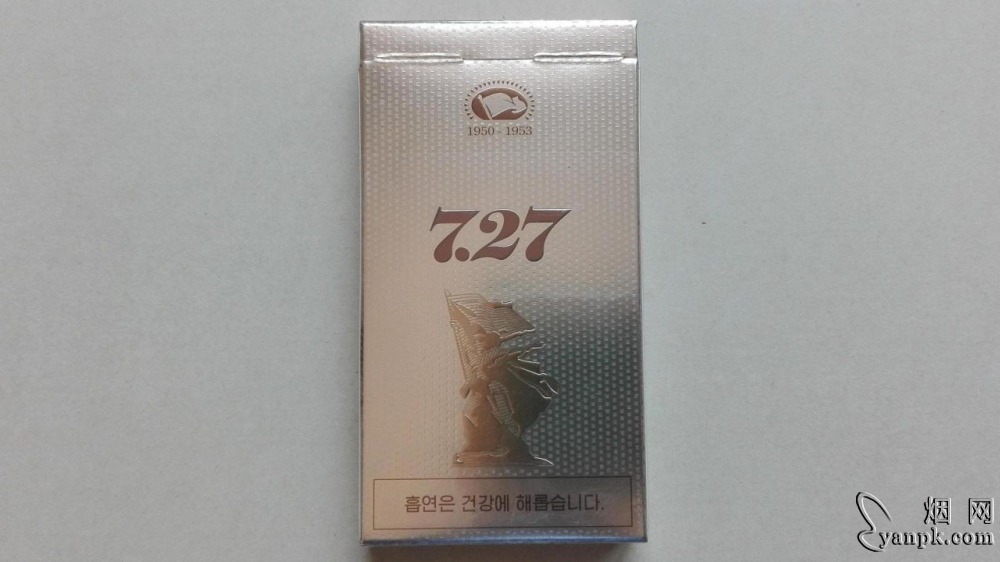 1950-1953
7.27
흡연은 건강에 해롭습니다.
烟网
yanpk.com